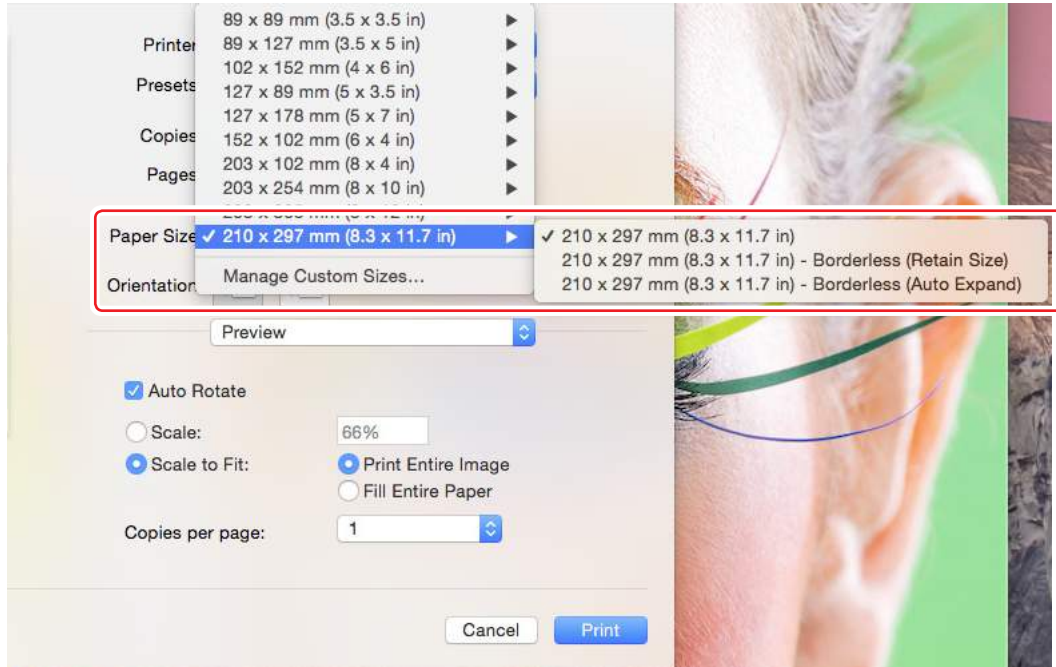 89 x 89 mm (3.5 x 3.5 in)
Printer
89 x 127 mm (3.5 x 5 in)
102 x 152 mm (4 x 6 in)
Presets
127 x 89 mm (5 x 3.5 in)
127 x 178 mm (5 x 7 in)
Copies
152 x 102 mm (6 x 4 in)
203 x 102 mm (8 x 4 in)
Pages
203 x 254 mm (8 x 10 in)
Paper Size ✓ 210 x 297 mm (8.3 x 11.7 in)
✓ 210 x 297 mm (8.3 x 11.7 in)
210 x 297 mm (8.3 x 11.7 in) - Borderless (Retain Size)
210 x 297 mm (8.3 x 11.7 in) - Borderless (Auto Expand)
Orientation
Manage Custom Sizes...
Preview
Auto Rotate
Scale: 66%
Scale to Fit: Print Entire Image
Fill Entire Paper
Copies per page: 1
Cancel Print